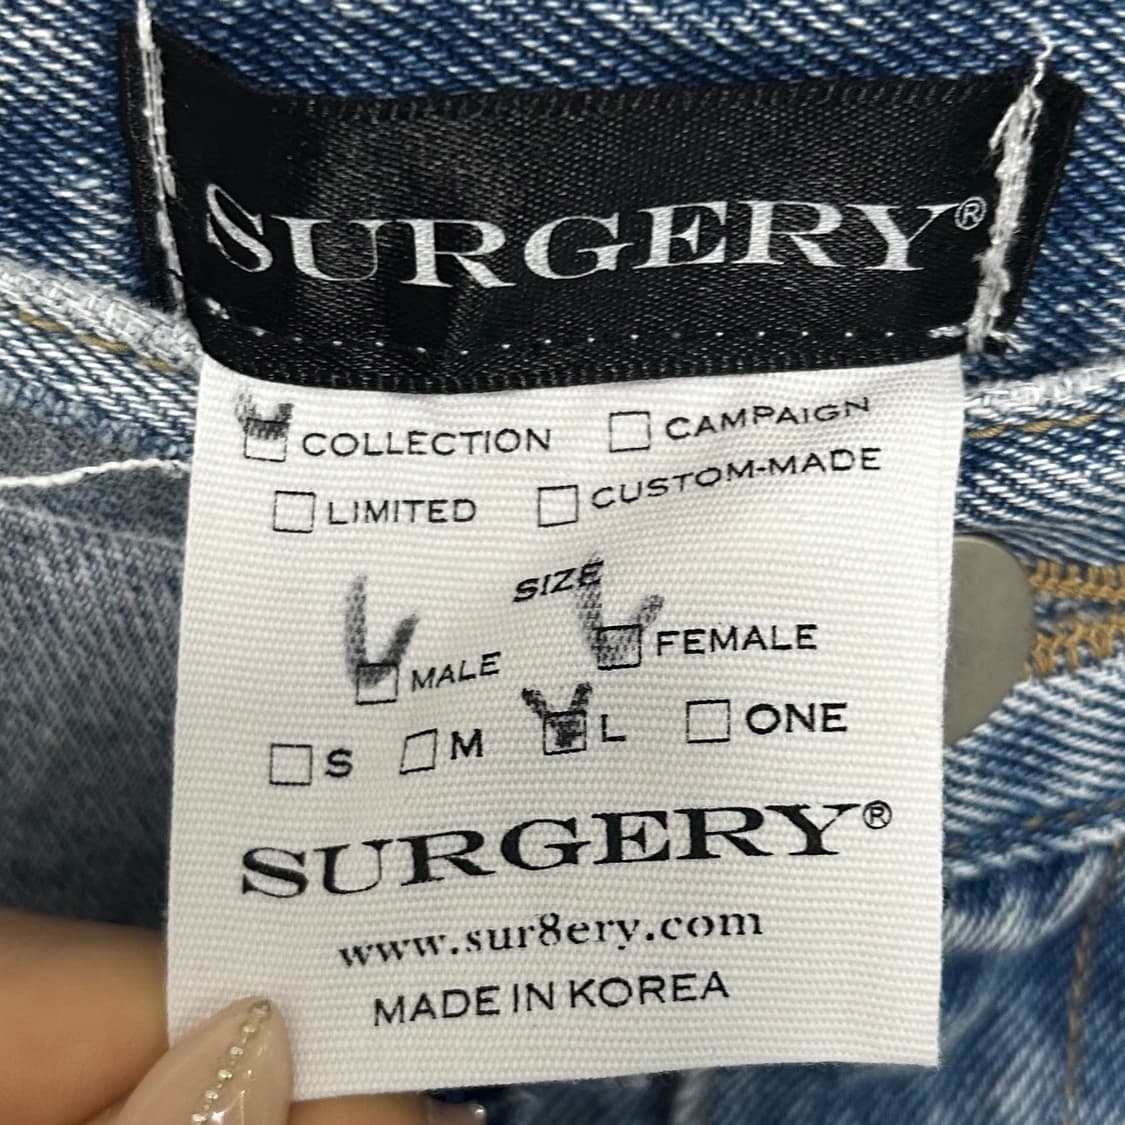 SURGERY®
COLLECTION CAMPAIGN
LIMITED CUSTOM-MADE
SIZE
MALE FEMALE
S M L ONE
SURGERY®
www.sur8ery.com
MADE IN KOREA